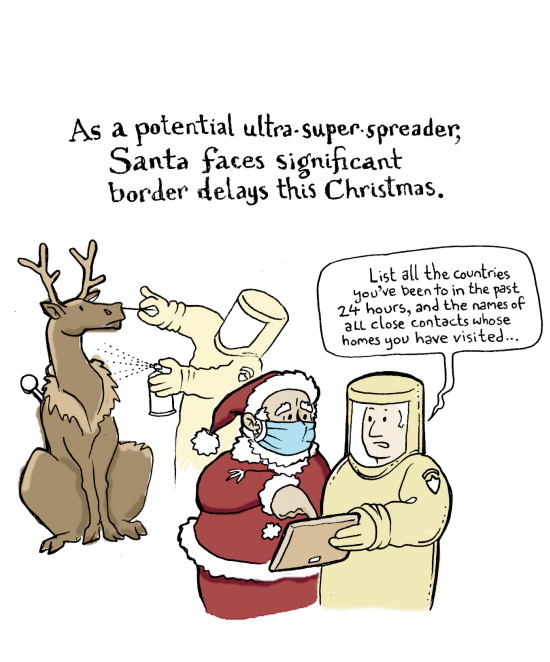 As a potential ultra-super-spreader,
Santa faces significant
border delays this Christmas.
List all the countries
you've been to in the past
24 hours, and the names of
all close contacts whose
homes you have visited...